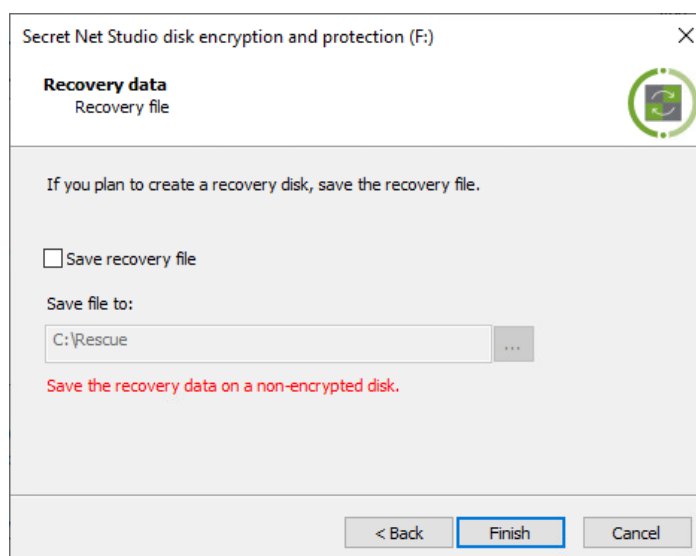 Secret Net Studio disk encryption and protection (F:)
Recovery data
Recovery file
If you plan to create a recovery disk, save the recovery file.
Save recovery file
Save file to:
C:\Rescue
...
Save the recovery data on a non-encrypted disk.
< Back
Finish
Cancel